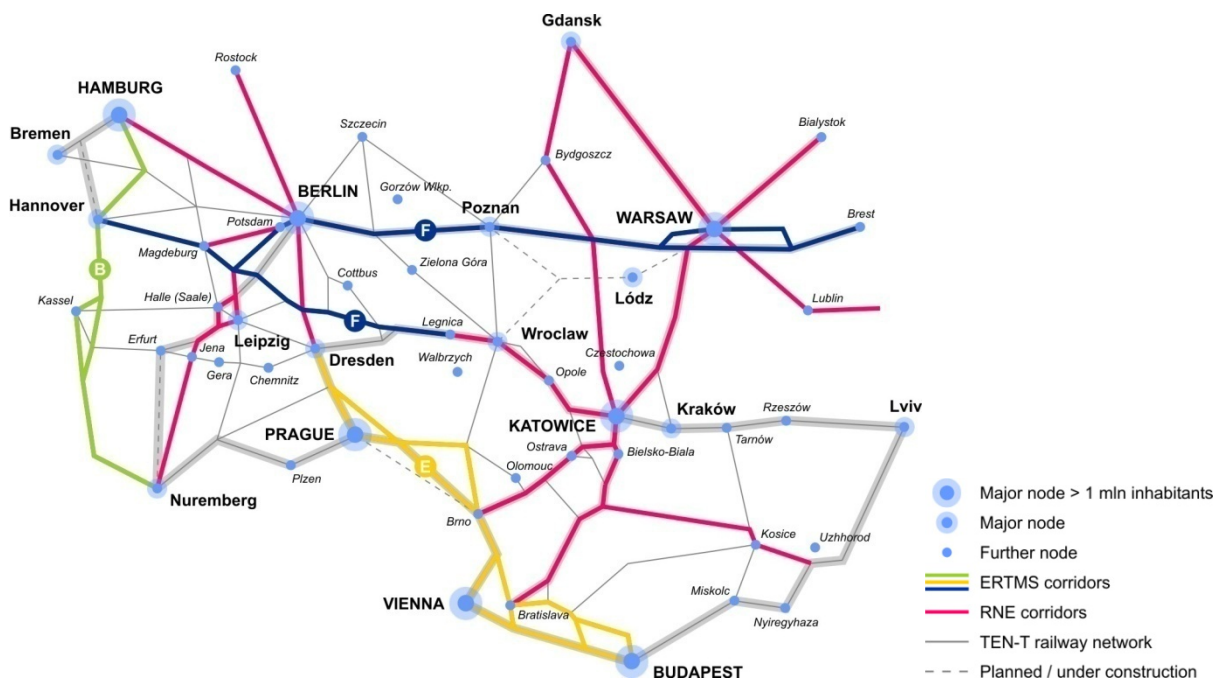 Gdansk
Rostock
HAMBURG
Bremen
Szczecin
Bydgoszcz
Bialystok
Hannover
BERLIN
Gorzów Wlkp.
Poznan
WARSAW
Brest
Potsdam
F
Magdeburg
Zielona Góra
B
Cottbus
Lódz
Kassel
Halle (Saale)
Lublin
F
Legnica
Leipzig
Wroclaw
Erfurt
Jena
Dresden
Czestochowa
Gera
Chemnitz
Walbrzych
Opole
KATOWICE
Kraków
Rzeszów
Lviv
Tarnów
PRAGUE
Ostrava
Bielsko-Biala
E
Olomouc
Plzen
Nuremberg
Brno
Kosice
Uzhhorod
VIENNA
Bratislava
Miskolc
Nyiregyhaza
BUDAPEST
Major node > 1 mln inhabitants
Major node
Further node
ERTMS corridors
RNE corridors
TEN-T railway network
Planned / under construction